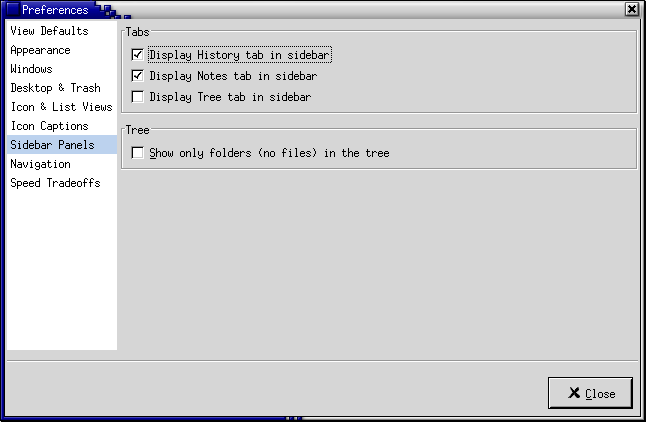 Preferences
View Defaults
Appearance
Windows
Desktop & Trash
Icon & List Views
Icon Captions
Sidebar Panels
Navigation
Speed Tradeoffs
Tabs
Display History tab in sidebar
Display Notes tab in sidebar
Display Tree tab in sidebar
Tree
Show only folders (no files) in the tree
Close